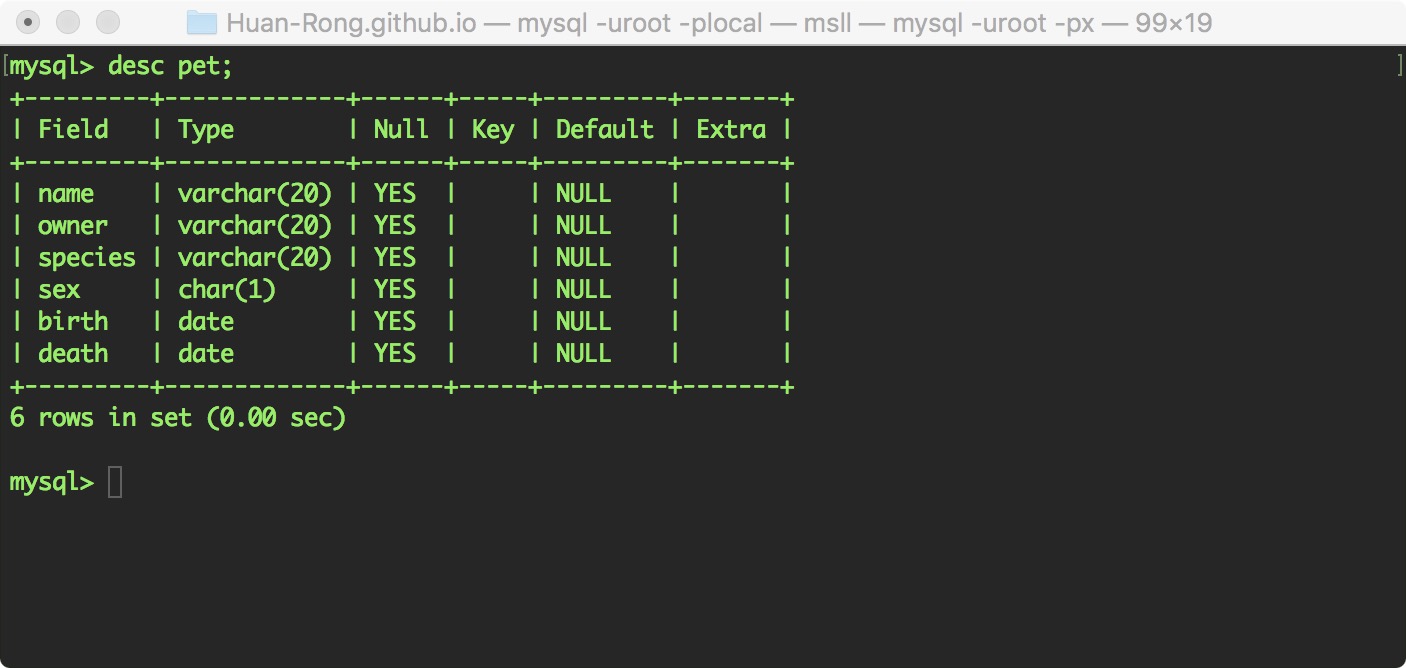 Huan-Rong.github.io — mysql -uroot -plocal — msll — mysql -uroot -px — 99×19
mysql> desc pet;
+---------+-------------+------+-----+---------+-------+
| Field   | Type        | Null | Key | Default | Extra |
+---------+-------------+------+-----+---------+-------+
| name    | varchar(20) | YES  |     | NULL    |       |
| owner   | varchar(20) | YES  |     | NULL    |       |
| species | varchar(20) | YES  |     | NULL    |       |
| sex     | char(1)     | YES  |     | NULL    |       |
| birth   | date        | YES  |     | NULL    |       |
| death   | date        | YES  |     | NULL    |       |
+---------+-------------+------+-----+---------+-------+
6 rows in set (0.00 sec)
mysql>